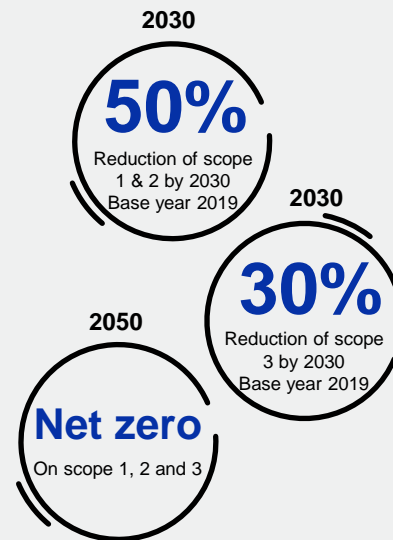 2030
50%
Reduction of scope
1 & 2 by 2030
Base year 2019
2030
30%
Reduction of scope
3 by 2030
Base year 2019
2050
Net zero
On scope 1, 2 and 3